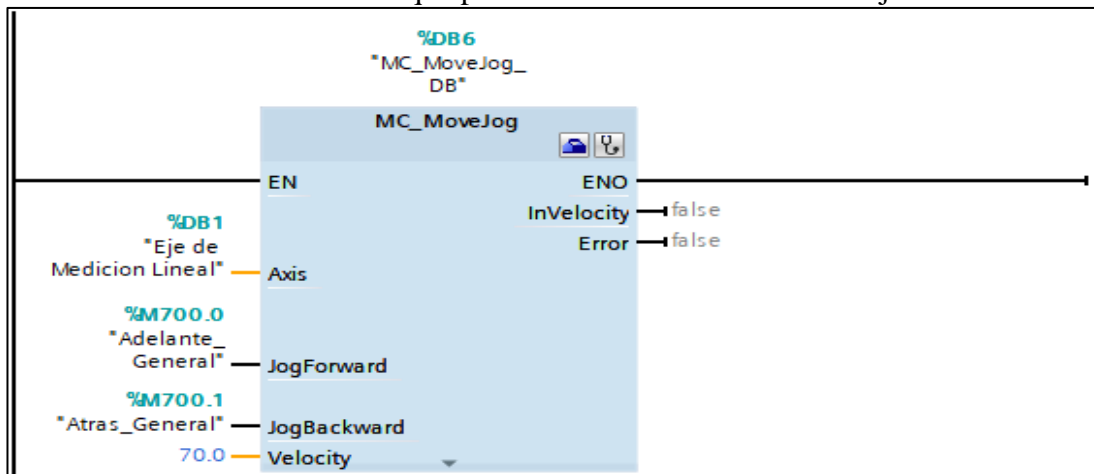 %DB6
"MC_MoveJog_
DB"
MC_MoveJog
EN ENO
InVelocity false
Error false
%DB1
"Eje de
Medicion Lineal" Axis
%M700.0
"Adelante_
General" JogForward
%M700.1
"Atras_General" JogBackward
70.0 Velocity